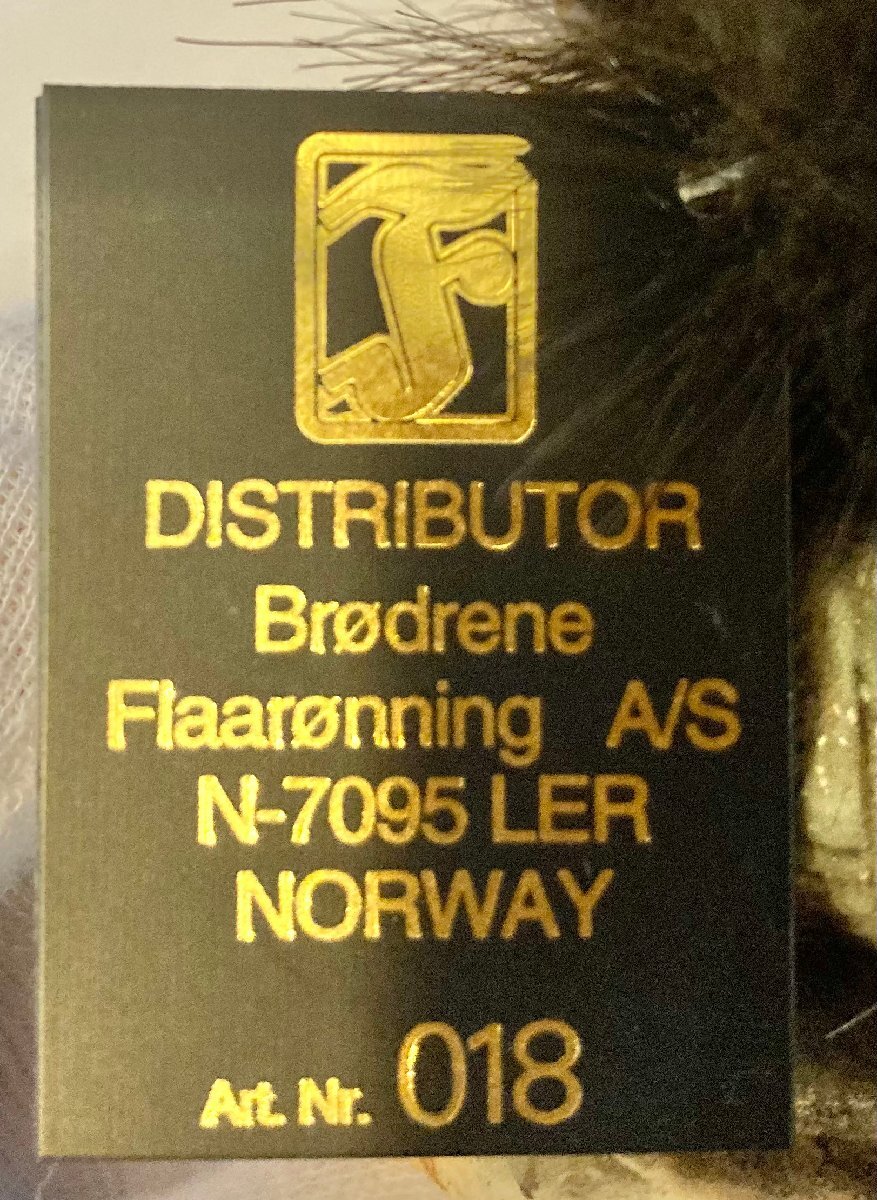 DISTRIBUTOR
Brødrene
Flaarønning A/S
N-7095 LER
NORWAY
Art. Nr. 018